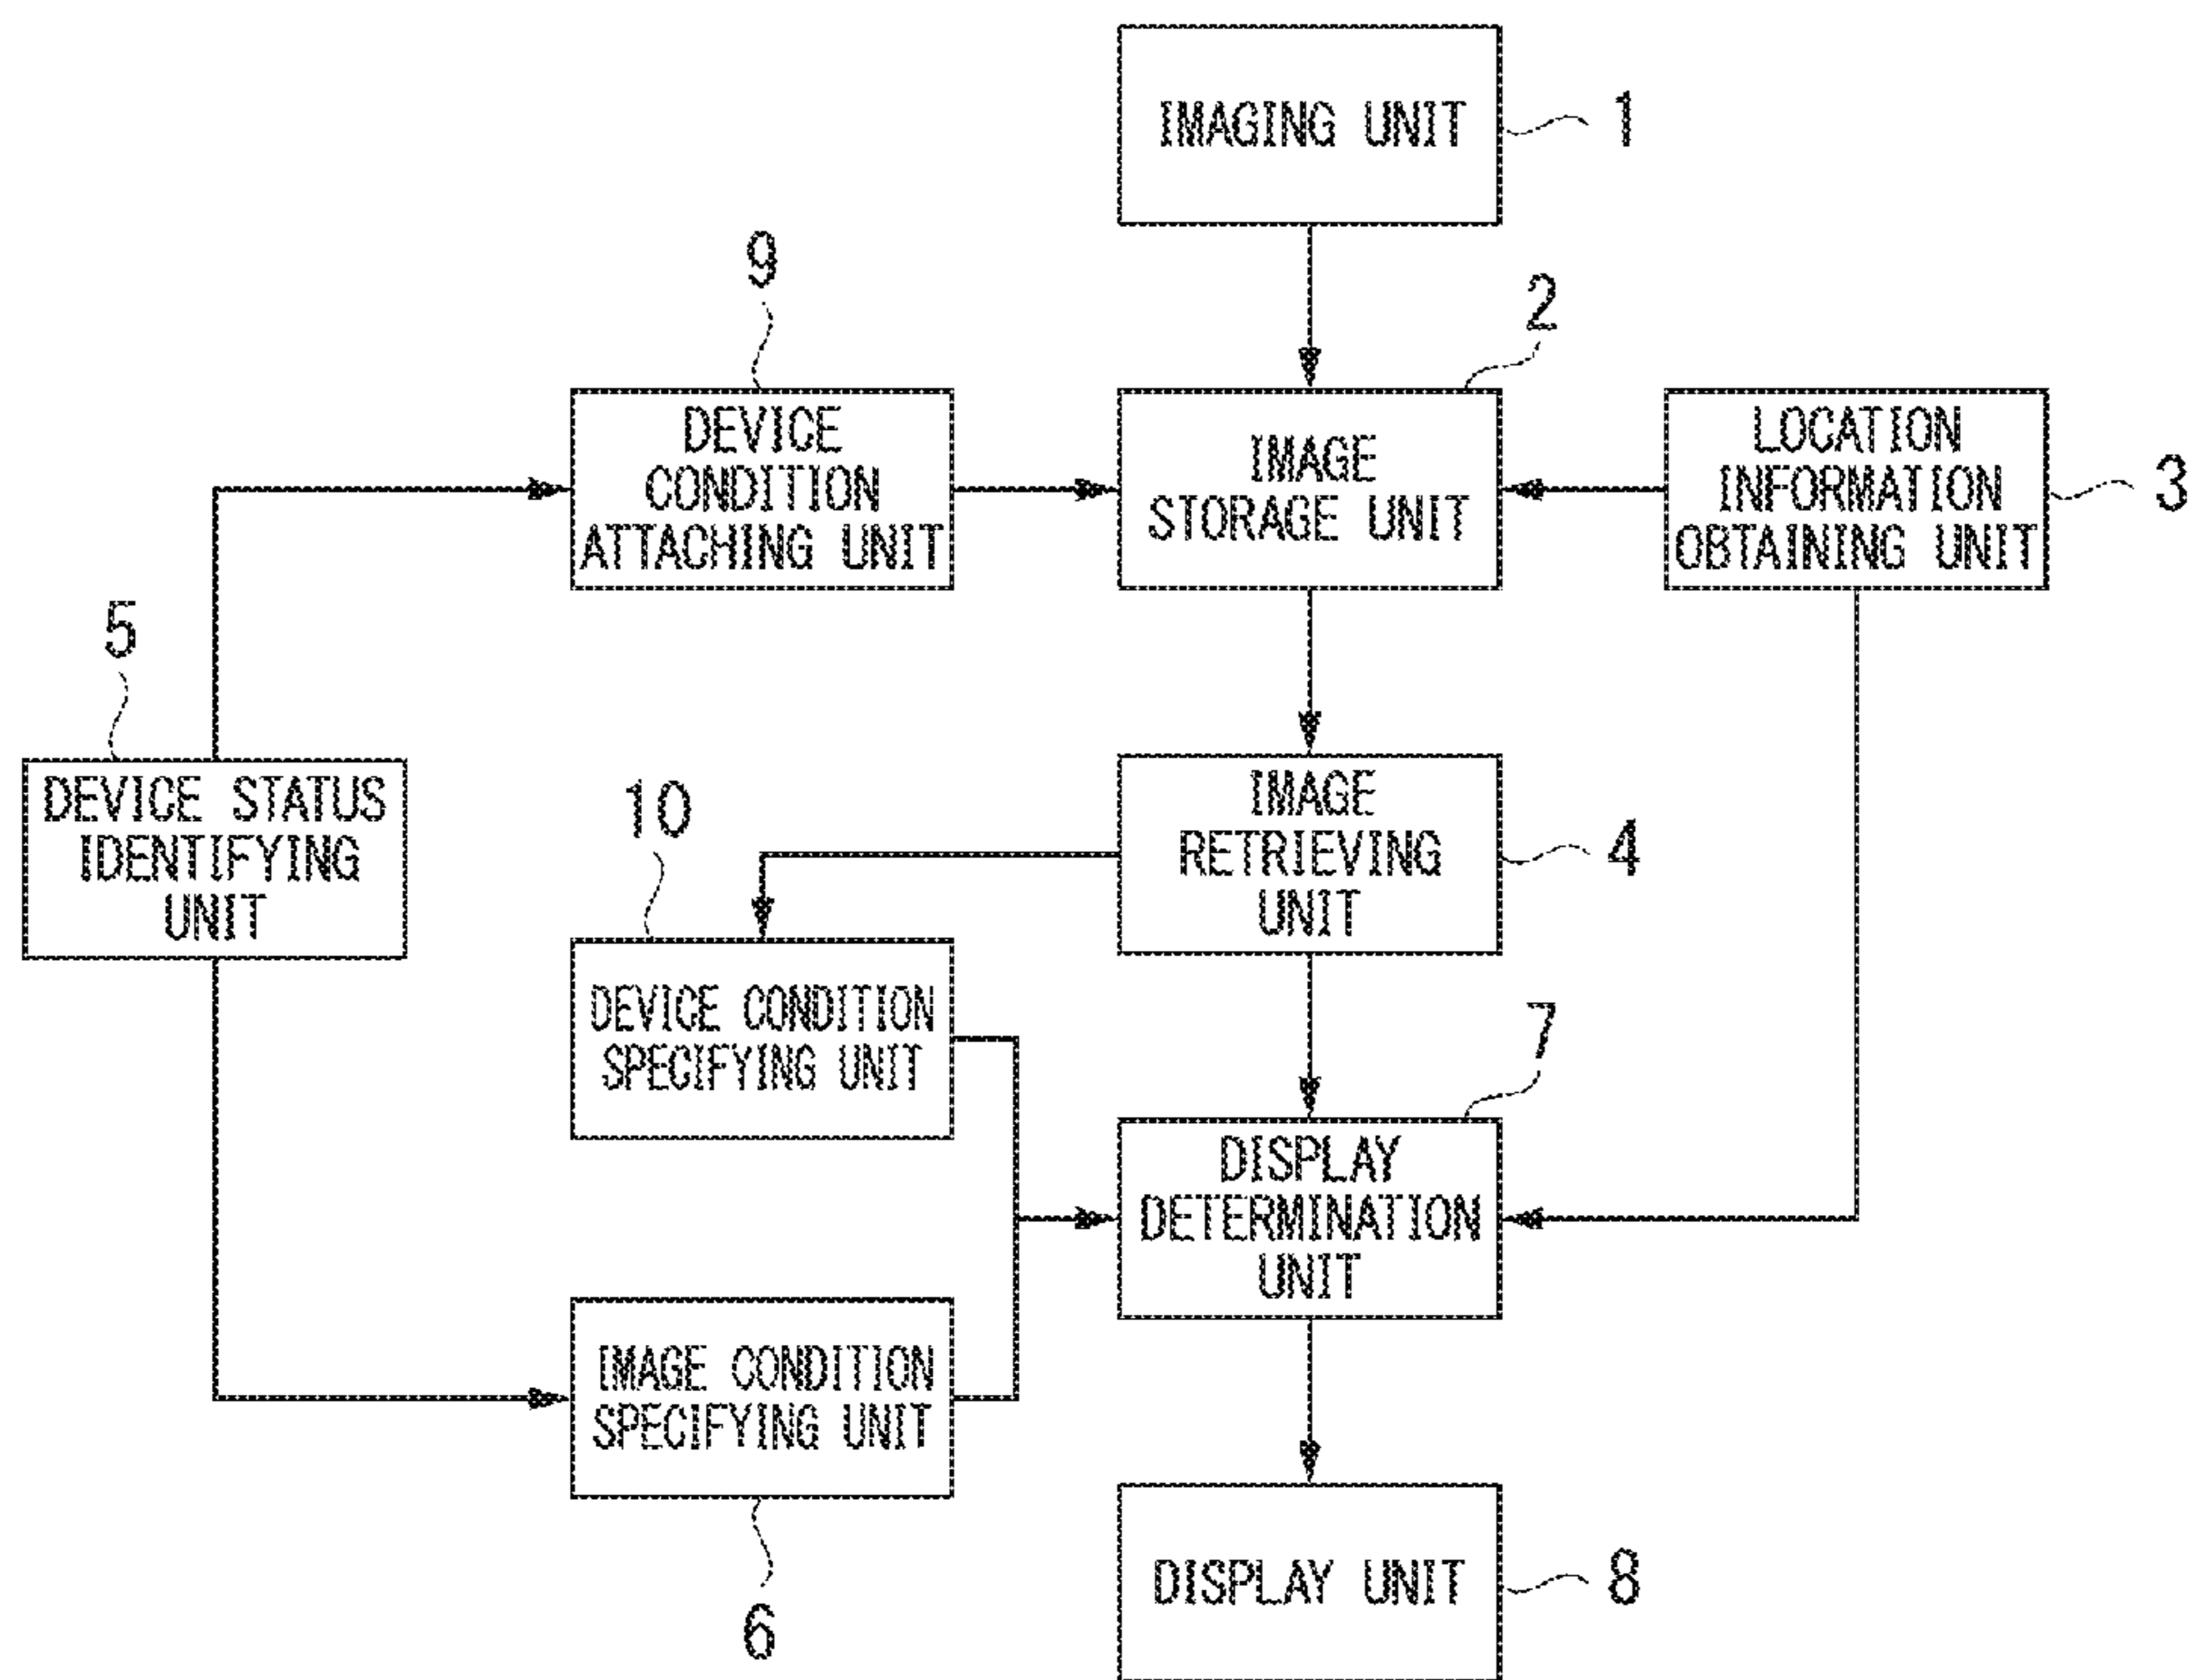 IMAGING UNIT
1
9
2
DEVICE
CONDITION
ATTACHING UNIT
IMAGE
STORAGE UNIT
LOCATION
INFORMATION
OBTAINING UNIT
3
5
DEVICE STATUS
IDENTIFYING
UNIT
10
IMAGE
RETRIEVING
UNIT
4
DEVICE CONDITION
SPECIFYING UNIT
7
DISPLAY
DETERMINATION
UNIT
IMAGE CONDITION
SPECIFYING UNIT
6
DISPLAY UNIT
8